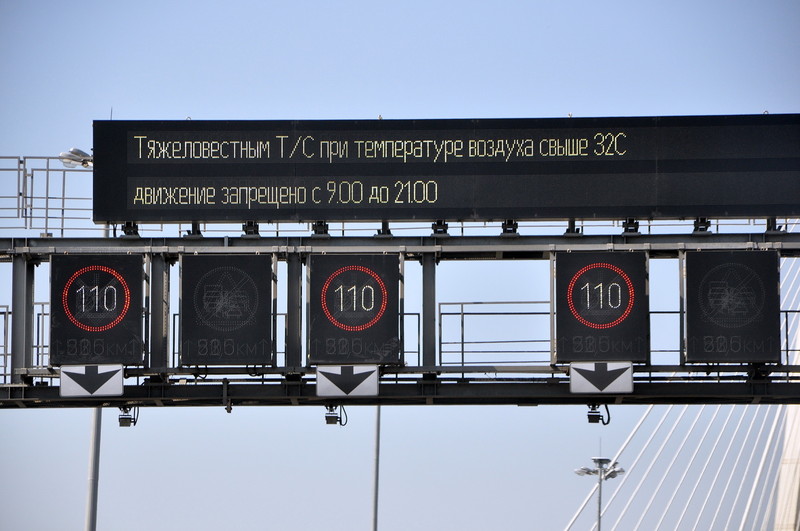 Тяжеловестным Т/С при температуре воздуха свыше 32С
движение запрещено с 9.00 до 21.00
110
110
110